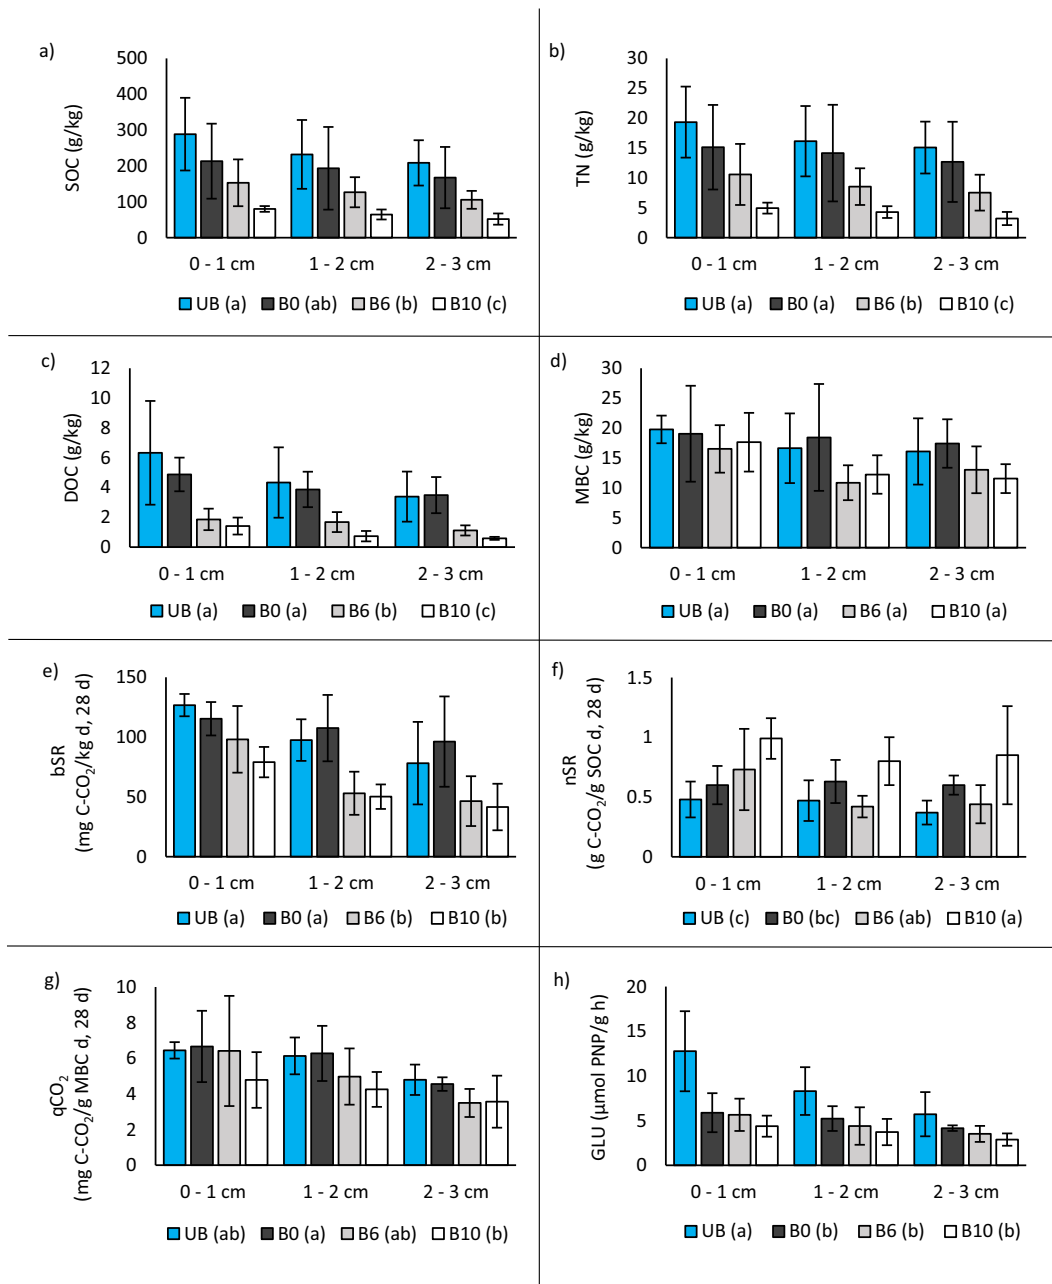 a)
SOC (g/kg)
500
400
300
200
100
0
0 - 1 cm 1 - 2 cm 2 - 3 cm
UB (a) B0 (ab) B6 (b) B10 (c)
b)
TN (g/kg)
30
25
20
15
10
5
0
0 - 1 cm 1 - 2 cm 2 - 3 cm
UB (a) B0 (a) B6 (b) B10 (c)
c)
DOC (g/kg)
12
10
8
6
4
2
0
0 - 1 cm 1 - 2 cm 2 - 3 cm
UB (a) B0 (a) B6 (b) B10 (c)
d)
MBC (g/kg)
30
25
20
15
10
5
0
0 - 1 cm 1 - 2 cm 2 - 3 cm
UB (a) B0 (a) B6 (a) B10 (a)
e)
bSR
(mg C-CO₂/kg d, 28 d)
150
100
50
0
0 - 1 cm 1 - 2 cm 2 - 3 cm
UB (a) B0 (a) B6 (b) B10 (b)
f)
nSR
(g C-CO₂/g SOC d, 28 d)
1.5
1
0.5
0
0 - 1 cm 1 - 2 cm 2 - 3 cm
UB (c) B0 (bc) B6 (ab) B10 (a)
g)
qCO₂
(mg C-CO₂/g MBC d, 28 d)
10
8
6
4
2
0
0 - 1 cm 1 - 2 cm 2 - 3 cm
UB (ab) B0 (a) B6 (ab) B10 (b)
h)
GLU (µmol PNP/g h)
20
15
10
5
0
0 - 1 cm 1 - 2 cm 2 - 3 cm
UB (a) B0 (b) B6 (b) B10 (b)